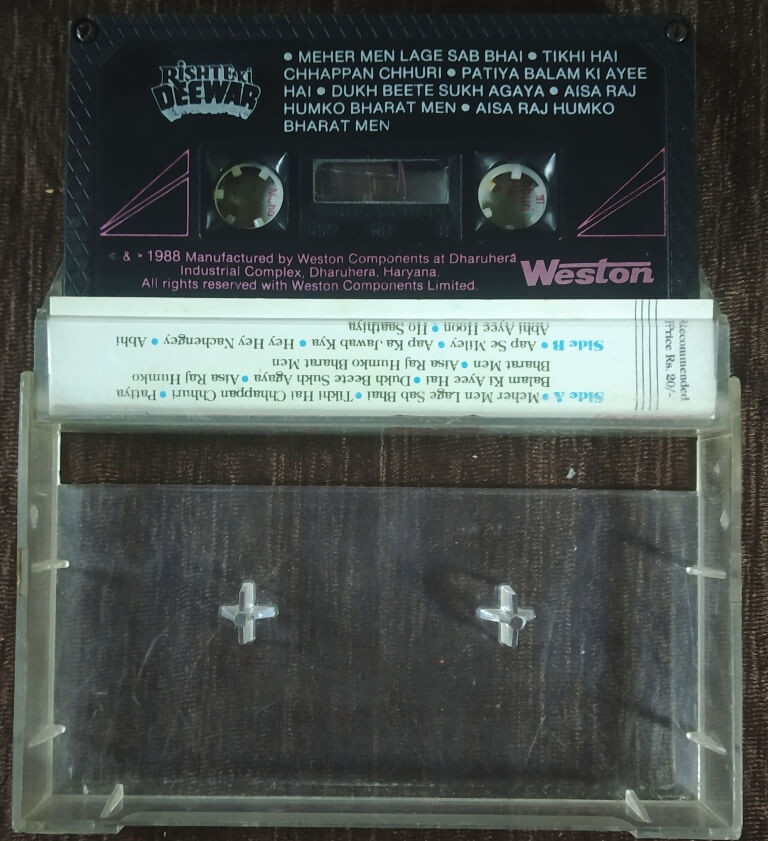 RISHTE KI
DEEWAR
• MEHER MEN LAGE SAB BHAI • TIKHI HAI
CHHAPPAN CHHURI • PATIYA BALAM KI AYEE
HAI • DUKH BEETE SUKH AGAYA • AISA RAJ
HUMKO BHARAT MEN • AISA RAJ HUMKO
BHARAT MEN
& 1988 Manufactured by Weston Components at Dharuhera
Industrial Complex, Dharuhera, Haryana.
All rights reserved with Weston Components Limited.
Weston
Side A • Meher Men Lage Sab Bhai • Tikhi Hai Chhappan Chhuri • Patiya
Balam Ki Ayee Hai • Dukh Beete Sukh Agaya • Aisa Raj Humko
Bharat Men • Aisa Raj Humko Bharat Men
Side B • Aap Se Miley • Aap Ka Jawab Kya • Hey Hey Nachengey • Abhi
Abhi Ayee Hoon • Ho Saathiya
Recommended
Price Rs. 20/-